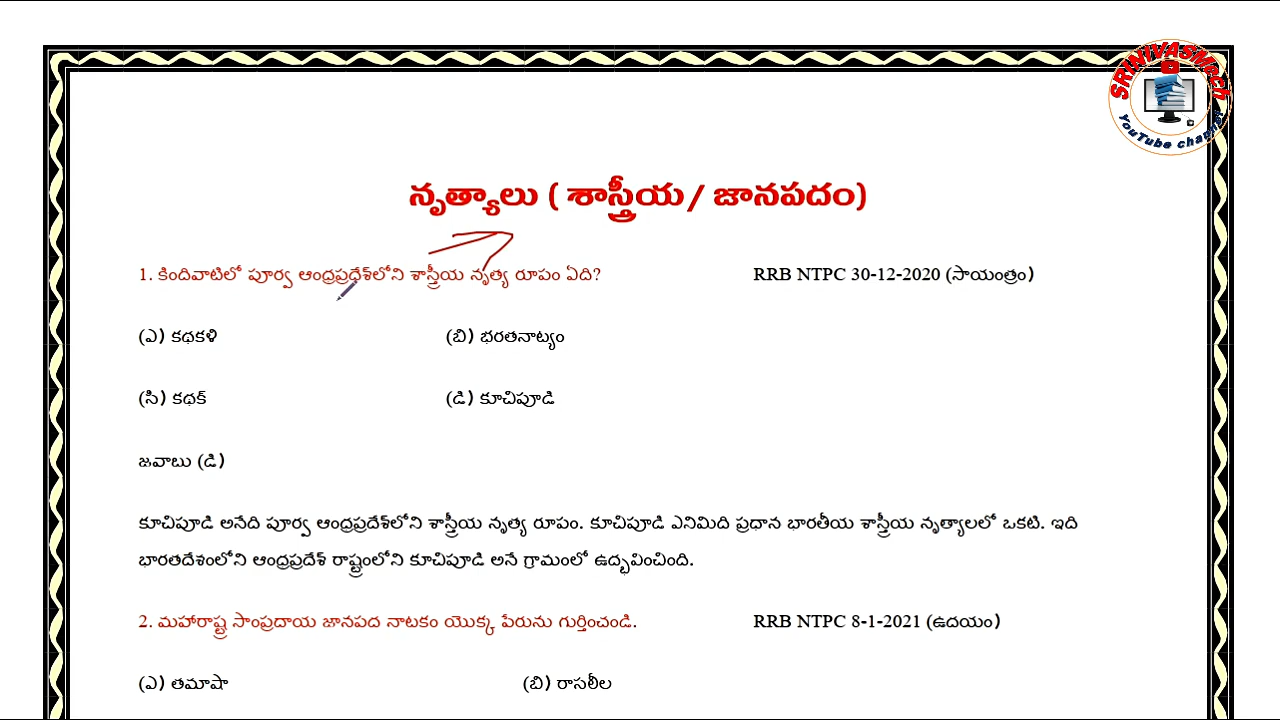 SRINIVASMech
YouTube channel
నృత్యాలు ( శాస్త్రీయ / జానపదం)
1. కిందివాటిలో పూర్వ ఆంధ్రప్రధేశ్‌లోని శాస్త్రీయ నృత్య రూపం ఏది? RRB NTPC 30-12-2020 (సాయంత్రం)
(ఎ) కథకళి (బి) భరతనాట్యం
(సి) కథక్ (డి) కూచిపూడి
జవాబు (డి)
కూచిపూడి అనేది పూర్వ ఆంధ్రప్రదేశ్‌లోని శాస్త్రీయ నృత్య రూపం. కూచిపూడి ఎనిమిది ప్రధాన భారతీయ శాస్త్రీయ నృత్యాలలో ఒకటి. ఇది
భారతదేశంలోని ఆంధ్రప్రదేశ్ రాష్ట్రంలోని కూచిపూడి అనే గ్రామంలో ఉద్భవించింది.
2. మహారాష్ట్ర సాంప్రదాయ జానపద నాటకం యొక్క పేరును గుర్తించండి. RRB NTPC 8-1-2021 (ఉదయం)
(ఎ) తమాషా (బి) రాసలీల